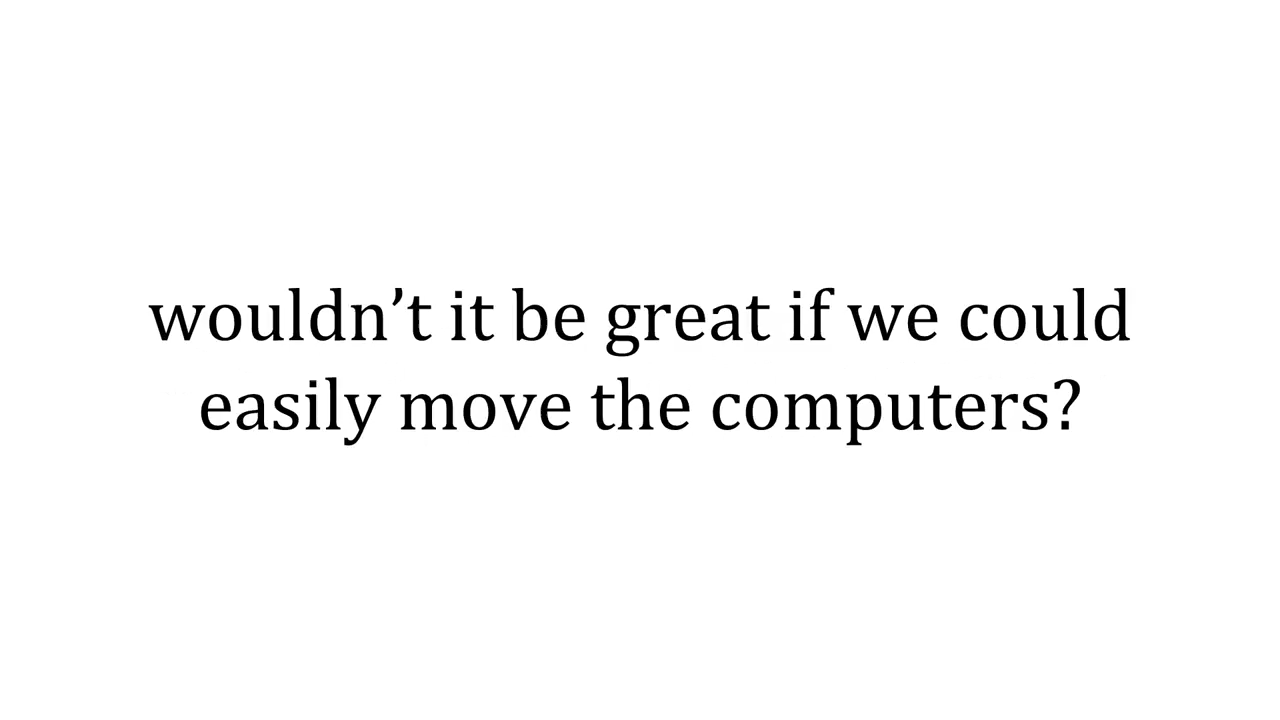 wouldn’t it be great if we could
easily move the computers?